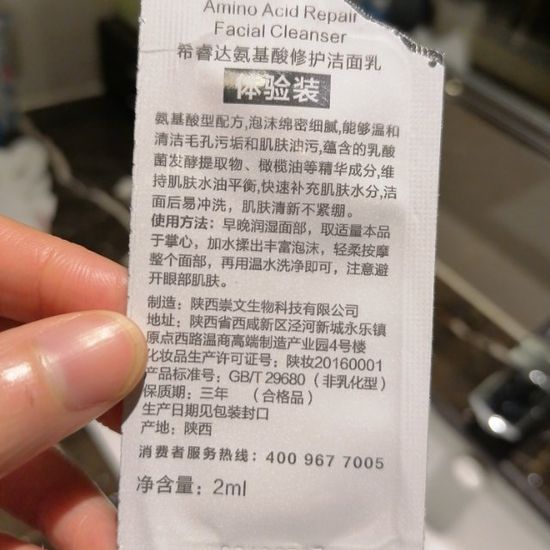 Amino Acid Repair
Facial Cleanser
希睿达氨基酸修护洁面乳
体验装
氨基酸型配方,泡沫绵密细腻,能够温和
清洁毛孔污垢和肌肤油污,蕴含的乳酸
菌发酵提取物、橄榄油等精华成分,维
持肌肤水油平衡,快速补充肌肤水分,洁
面后易冲洗，肌肤清新不紧绷。
使用方法：早晚润湿面部，取适量本品
于掌心，加水揉出丰富泡沫，轻柔按摩
整个面部，再用温水洗净即可，注意避
开眼部肌肤。
制造：陕西崇文生物科技有限公司
地址：陕西省西咸新区泾河新城永乐镇
原点西路温商高端制造产业园4号楼
化妆品生产许可证号：陕妆20160001
产品标准号：GB/T 29680（非乳化型）
保质期：三年 （合格品）
生产日期见包装封口
产地：陕西
消费者服务热线：400 967 7005
净含量：2ml